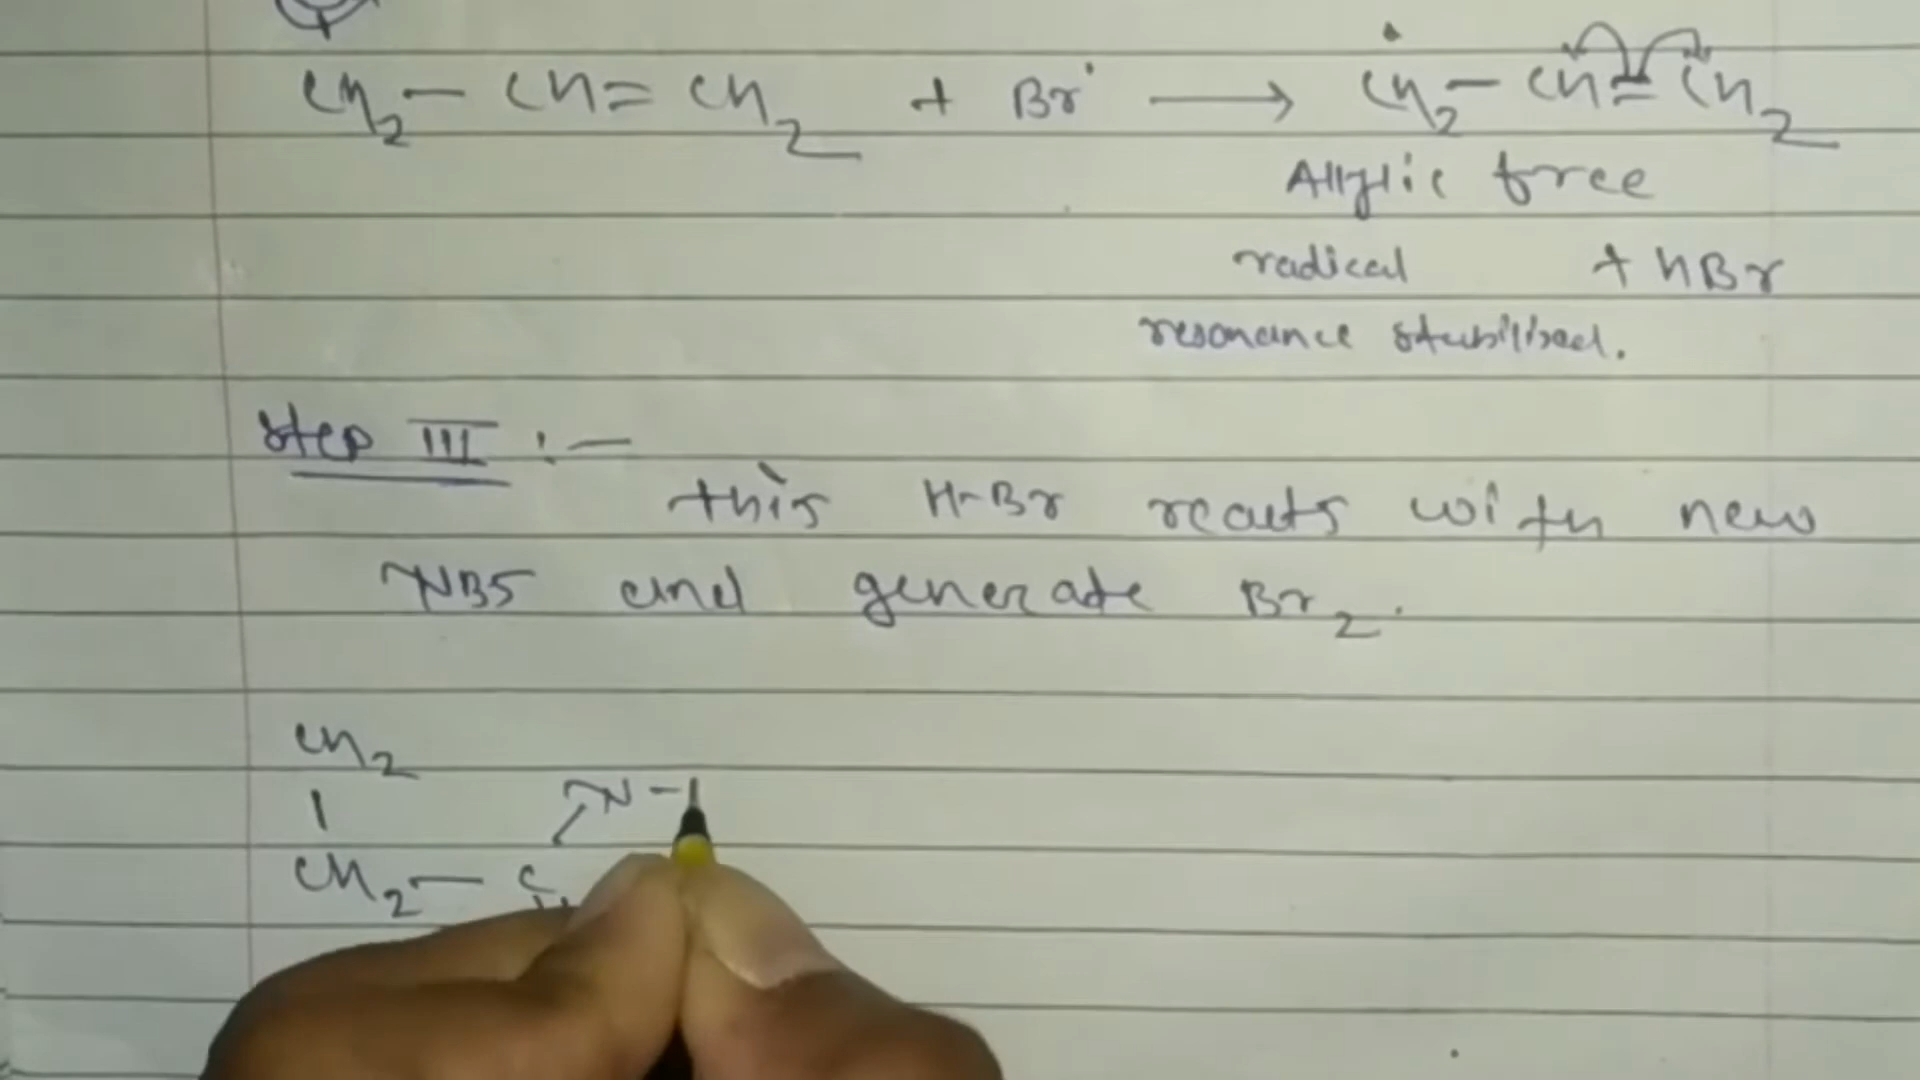 CH2 - CH = CH2 + Br· ⟶ ĊH2 - CH = CH2
Allylic free
radical + HBr
resonance stabilised.
Step III :-
this H-Br reacts with new
NBS and generate Br2.
CH2
N -
CH2 - C